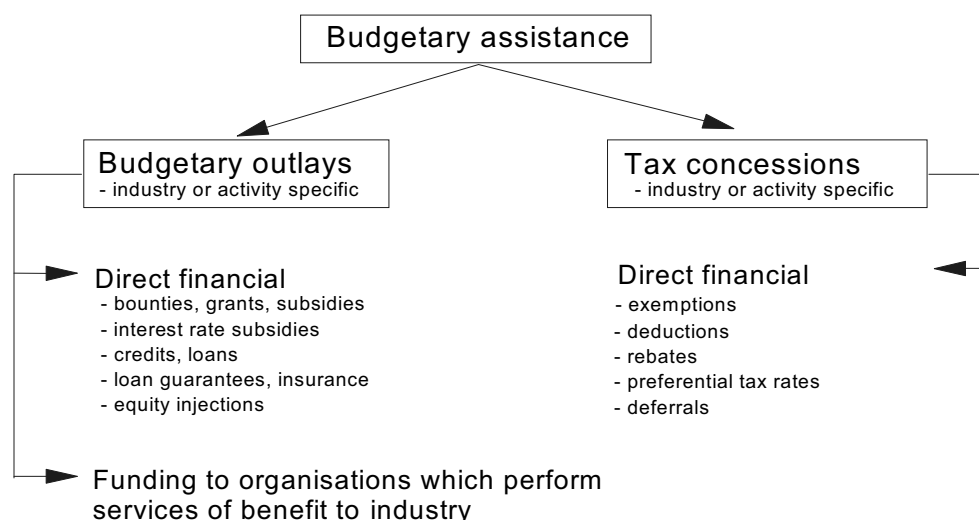 Budgetary assistance
Budgetary outlays
- industry or activity specific
Tax concessions
- industry or activity specific
Direct financial
- bounties, grants, subsidies
- interest rate subsidies
- credits, loans
- loan guarantees, insurance
- equity injections
Direct financial
- exemptions
- deductions
- rebates
- preferential tax rates
- deferrals
Funding to organisations which perform
services of benefit to industry